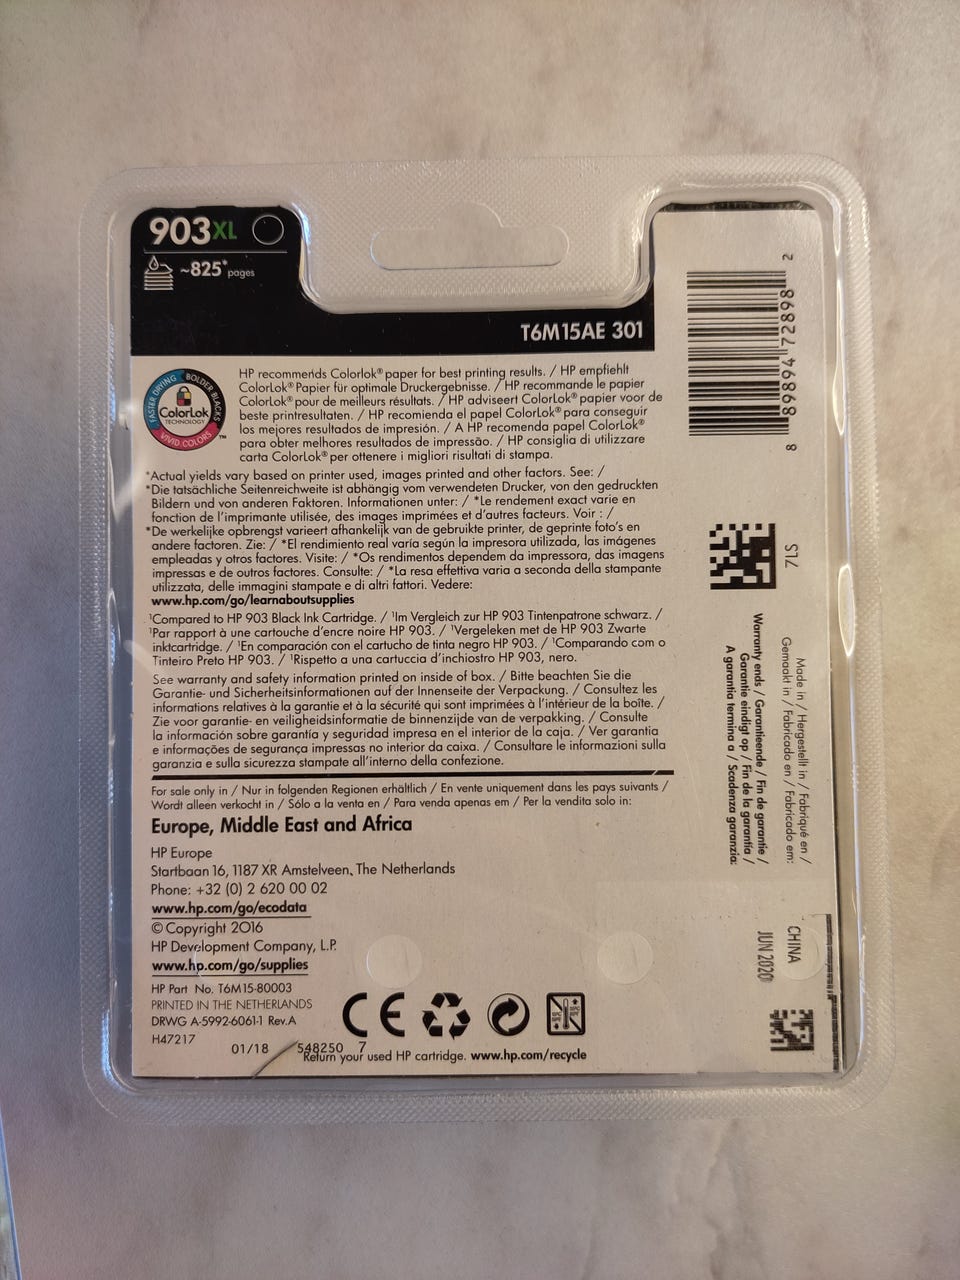 903XL
~825* pages
T6M15AE 301
FASTER DRYING
BOLDER BLACKS
VIVID COLORS
ColorLok
TECHNOLOGY
™
HP recommends Colorlok® paper for best printing results. / HP empfiehlt
ColorLok® Papier für optimale Druckergebnisse. / HP recommande le papier
ColorLok® pour de meilleurs résultats. / HP adviseert ColorLok® papier voor de
beste printresultaten. / HP recomienda el papel ColorLok® para conseguir
los mejores resultados de impresión. / A HP recomenda papel ColorLok®
para obter melhores resultados de impressão. / HP consiglia di utilizzare
carta ColorLok® per ottenere i migliori risultati di stampa.
*Actual yields vary based on printer used, images printed and other factors. See: /
*Die tatsächliche Seitenreichweite ist abhängig vom verwendeten Drucker, von den gedruckten
Bildern und von anderen Faktoren. Informationen unter: / *Le rendement exact varie en
fonction de l'imprimante utilisée, des images imprimées et d'autres facteurs. Voir : /
*De werkelijke opbrengst varieert afhankelijk van de gebruikte printer, de geprinte foto's en
andere factoren. Zie: / *El rendimiento real varía según la impresora utilizada, las imágenes
empleadas y otros factores. Visite: / *Os rendimentos dependem da impressora, das imagens
impressas e de outros factores. Consulte: / *La resa effettiva varia a seconda della stampante
utilizzata, delle immagini stampate e di altri fattori. Vedere:
www.hp.com/go/learnaboutsupplies
¹Compared to HP 903 Black Ink Cartridge. / ¹Im Vergleich zur HP 903 Tintenpatrone schwarz. /
¹Par rapport à une cartouche d'encre noire HP 903. / ¹Vergeleken met de HP 903 Zwarte
inktcartridge. / ¹En comparación con el cartucho de tinta negro HP 903. / ¹Comparando com o
Tinteiro Preto HP 903. / ¹Rispetto a una cartuccia d'inchiostro HP 903, nero.
See warranty and safety information printed on inside of box. / Bitte beachten Sie die
Garantie- und Sicherheitsinformationen auf der Innenseite der Verpackung. / Consultez les
informations relatives à la garantie et à la sécurité qui sont imprimées à l'intérieur de la boîte. /
Zie voor garantie- en veiligheidsinformatie de binnenzijde van de verpakking. / Consulte
la información sobre garantía y seguridad impresa en el interior de la caja. / Ver garantia
e informações de segurança impressas no interior da caixa. / Consultare le informazioni sulla
garanzia e sulla sicurezza stampate all'interno della confezione.
For sale only in / Nur in folgenden Regionen erhältlich / En vente uniquement dans les pays suivants /
Wordt alleen verkocht in / Sólo a la venta en / Para venda apenas em / Per la vendita solo in:
Europe, Middle East and Africa
HP Europe
Startbaan 16, 1187 XR Amstelveen, The Netherlands
Phone: +32 (0) 2 620 00 02
www.hp.com/go/ecodata
© Copyright 2016
HP Development Company, L.P.
www.hp.com/go/supplies
HP Part No. T6M15-80003
PRINTED IN THE NETHERLANDS
DRWG A-5992-6061-1 Rev.A
H47217
01/18 548250 7
CE
Return your used HP cartridge. www.hp.com/recycle
8 89894 72898 2
SLZ
Made in / Hergestellt in / Fabriqué en /
Gemaakt in / Fabricado en / Fabricado em:
Warranty ends / Garantieende / Fin de garantie /
Garantie eindigt op / Fin de la garantía /
A garantia termina a / Scadenza garanzia:
CHINA
JUN 2020